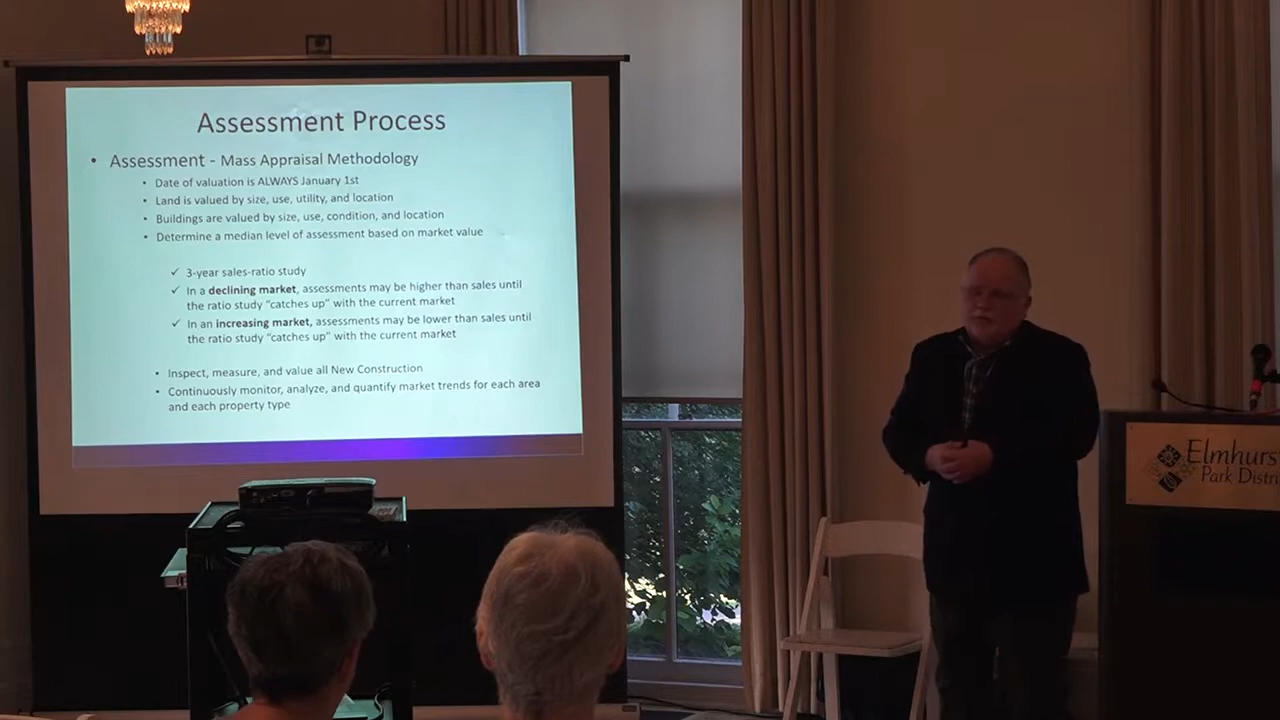 Assessment Process
• Assessment - Mass Appraisal Methodology
• Date of valuation is ALWAYS January 1st
• Land is valued by size, use, utility, and location
• Buildings are valued by size, use, condition, and location
• Determine a median level of assessment based on market value
✓ 3-year sales-ratio study
✓ In a declining market, assessments may be higher than sales until
the ratio study “catches up” with the current market
✓ In an increasing market, assessments may be lower than sales until
the ratio study “catches up” with the current market
• Inspect, measure, and value all New Construction
• Continuously monitor, analyze, and quantify market trends for each area
and each property type
Elmhurs
Park Distri